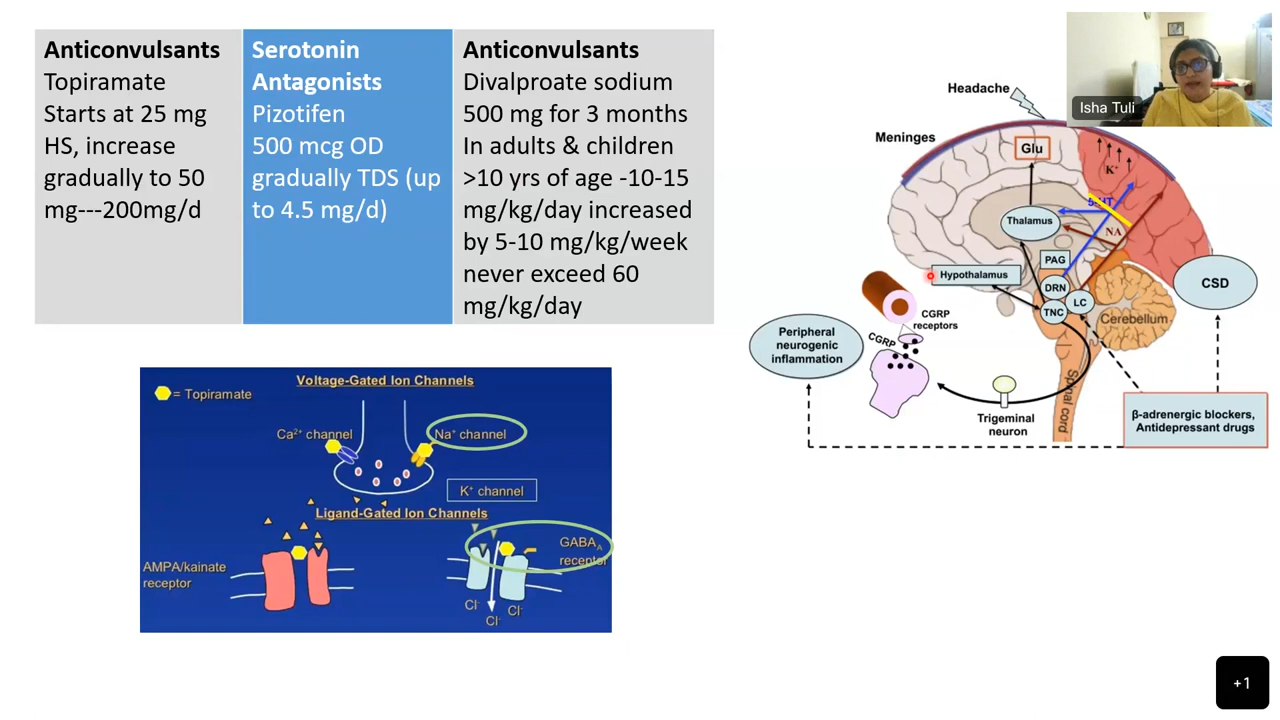 Anticonvulsants
Topiramate
Starts at 25 mg
HS, increase
gradually to 50
mg---200mg/d
Serotonin
Antagonists
Pizotifen
500 mcg OD
gradually TDS (up
to 4.5 mg/d)
Anticonvulsants
Divalproate sodium
500 mg for 3 months
In adults & children
>10 yrs of age -10-15
mg/kg/day increased
by 5-10 mg/kg/week
never exceed 60
mg/kg/day
Isha Tuli
Headache
Meninges
Glu
K⁺
5-HT
Thalamus
NA
PAG
Hypothalamus
DRN
LC
TNC
CSD
Cerebellum
CGRP
receptors
CGRP
Peripheral
neurogenic
inflammation
Spinal cord
Trigeminal
neuron
β-adrenergic blockers,
Antidepressant drugs
Voltage-Gated Ion Channels
= Topiramate
Ca²⁺ channel
Na⁺ channel
K⁺ channel
Ligand-Gated Ion Channels
AMPA/kainate
receptor
GABAA
receptor
Cl⁻
Cl⁻
Cl⁻
+1